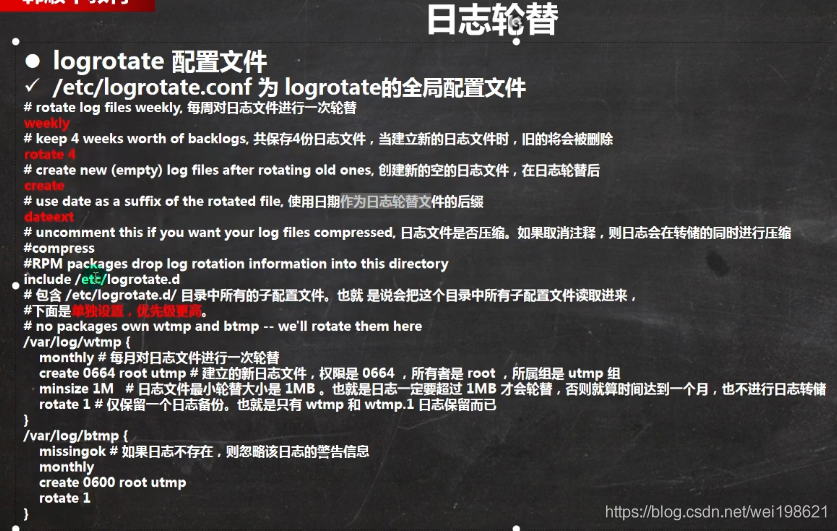 日志轮替
● logrotate 配置文件
✓ /etc/logrotate.conf 为 logrotate的全局配置文件
# rotate log files weekly, 每周对日志文件进行一次轮替
weekly
# keep 4 weeks worth of backlogs, 共保存4份日志文件，当建立新的日志文件时，旧的将会被删除
rotate 4
# create new (empty) log files after rotating old ones, 创建新的空的日志文件，在日志轮替后
create
# use date as a suffix of the rotated file, 使用日期作为日志轮替文件的后缀
dateext
# uncomment this if you want your log files compressed, 日志文件是否压缩。如果取消注释，则日志会在转储的同时进行压缩
#compress
#RPM packages drop log rotation information into this directory
include /etc/logrotate.d
# 包含 /etc/logrotate.d/ 目录中所有的子配置文件。也就 是说会把这个目录中所有子配置文件读取进来，
#下面是单独设置，优先级更高。
# no packages own wtmp and btmp -- we'll rotate them here
/var/log/wtmp {
monthly # 每月对日志文件进行一次轮替
create 0664 root utmp # 建立的新日志文件，权限是 0664 ，所有者是 root ，所属组是 utmp 组
minsize 1M # 日志文件最小轮替大小是 1MB 。也就是日志一定要超过 1MB 才会轮替，否则就算时间达到一个月，也不进行日志转储
rotate 1 # 仅保留一个日志备份。也就是只有 wtmp 和 wtmp.1 日志保留而已
}
/var/log/btmp {
missingok # 如果日志不存在，则忽略该日志的警告信息
monthly
create 0600 root utmp
rotate 1
}
https://blog.csdn.net/wei198621